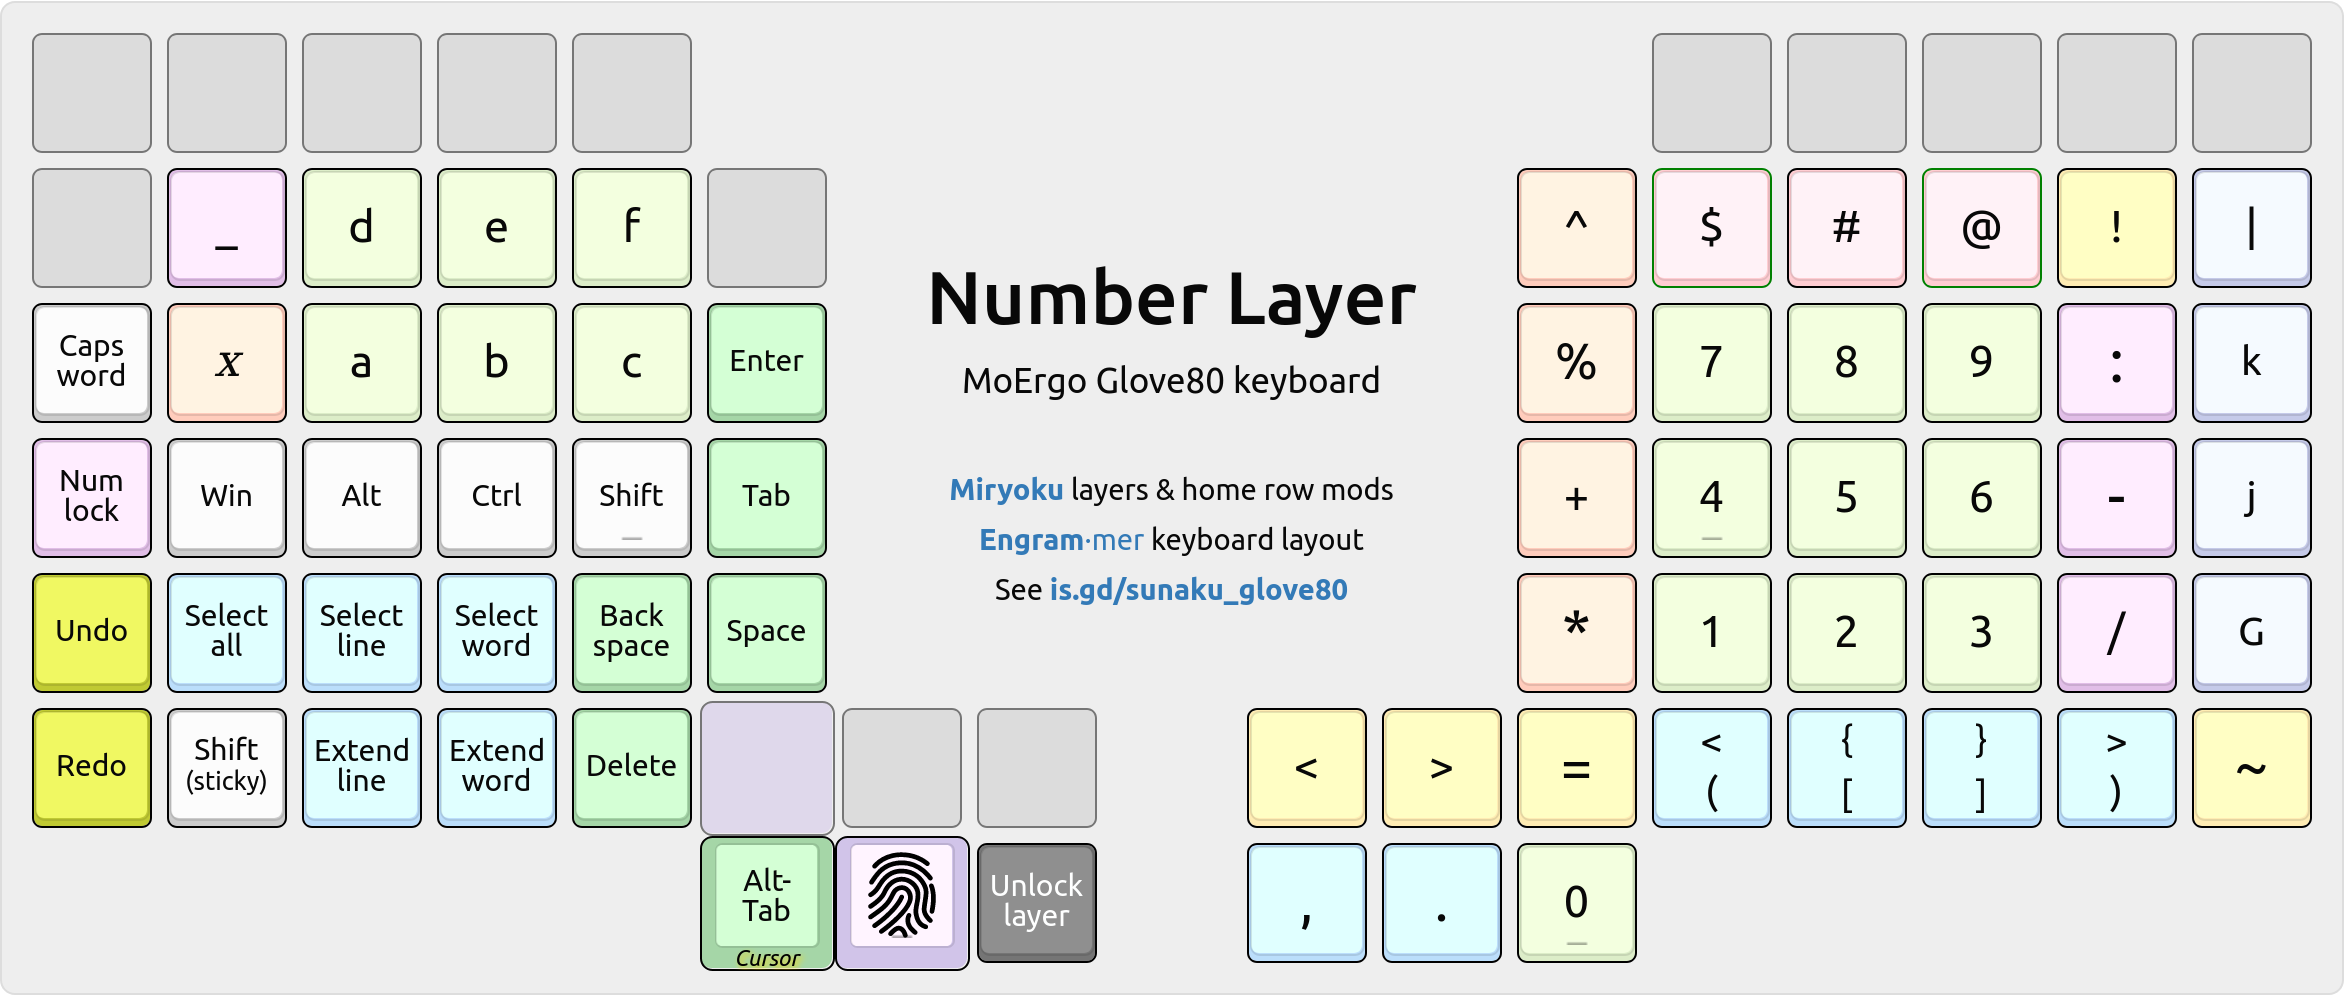 _ d e f ^ $ # @ ! |
Number Layer
Caps word x a b c Enter % 7 8 9 : k
MoErgo Glove80 keyboard
Num lock Win Alt Ctrl Shift _ Tab + 4 _ 5 6 - j
Miryoku layers & home row mods
Engram·mer keyboard layout
See is.gd/sunaku_glove80
Undo Select all Select line Select word Back space Space * 1 2 3 / G
Redo Shift (sticky) Extend line Extend word Delete < > = < ( { [ } ] > ) ~
Alt-Tab Cursor Unlock layer , . 0 _